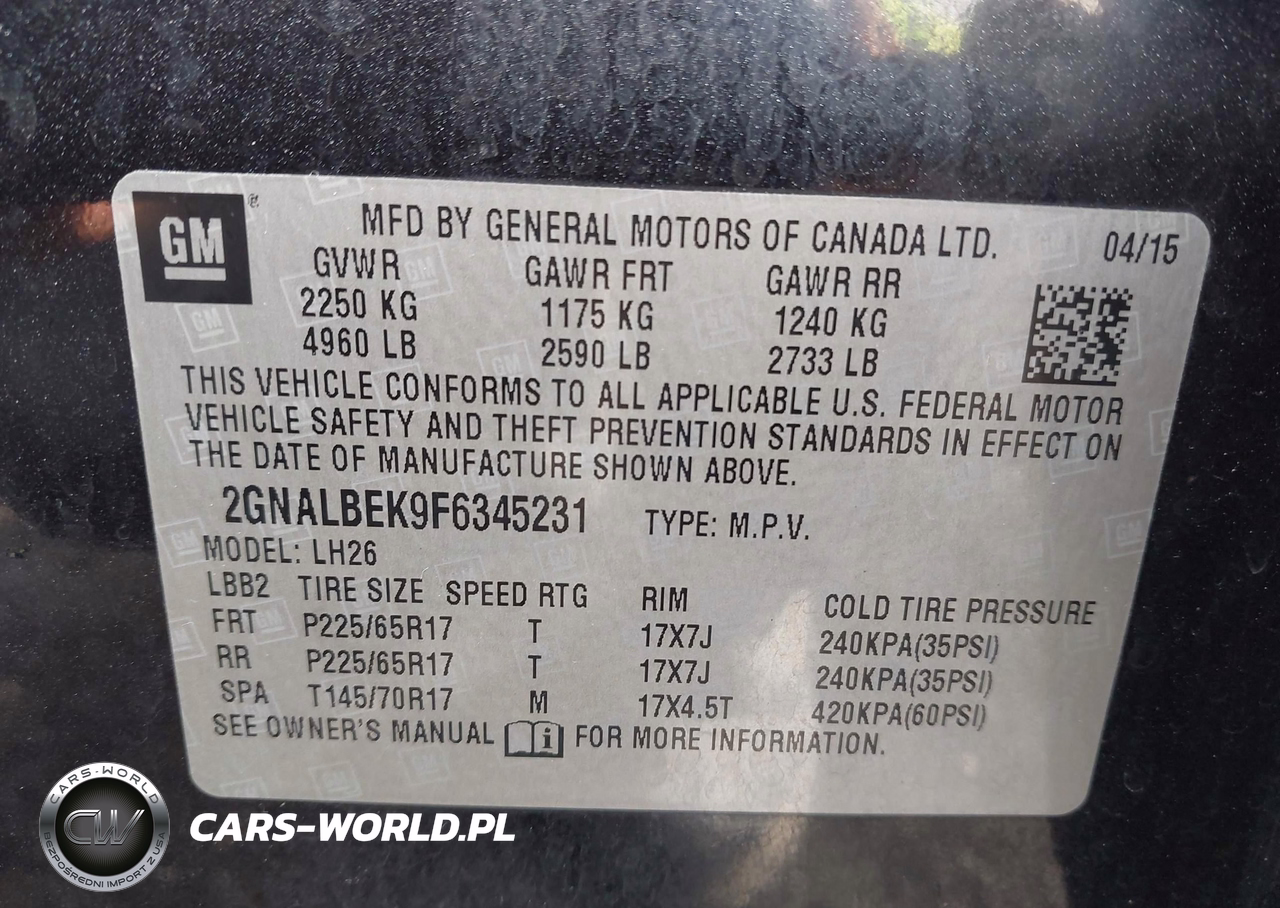 GM ®
MFD BY GENERAL MOTORS OF CANADA LTD. 04/15
GVWR GAWR FRT GAWR RR
2250 KG 1175 KG 1240 KG
4960 LB 2590 LB 2733 LB
THIS VEHICLE CONFORMS TO ALL APPLICABLE U.S. FEDERAL MOTOR
VEHICLE SAFETY AND THEFT PREVENTION STANDARDS IN EFFECT ON
THE DATE OF MANUFACTURE SHOWN ABOVE.
2GNALBEK9F6345231 TYPE: M.P.V.
MODEL: LH26
LBB2 TIRE SIZE SPEED RTG RIM COLD TIRE PRESSURE
FRT P225/65R17 T 17X7J 240KPA(35PSI)
RR P225/65R17 T 17X7J 240KPA(35PSI)
SPA T145/70R17 M 17X4.5T 420KPA(60PSI)
SEE OWNER'S MANUAL i FOR MORE INFORMATION.
CARS-WORLD
CW
BEZPOŚREDNI IMPORT Z USA
CARS-WORLD.PL